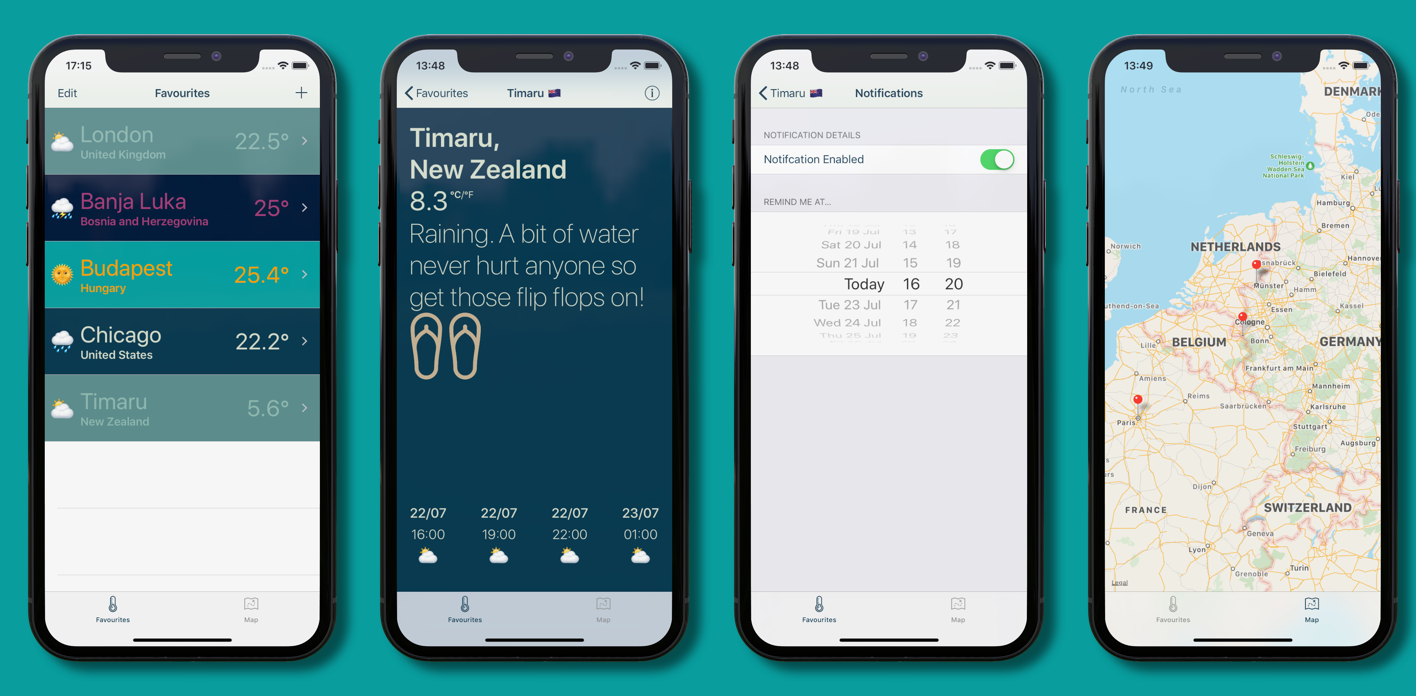 17:15
Edit
Favourites
London
United Kingdom
22.5°
Banja Luka
Bosnia and Herzegovina
25°
Budapest
Hungary
25.4°
Chicago
United States
22.2°
Timaru
New Zealand
5.6°
Favourites
Map
13:48
Favourites
Timaru
Timaru,
New Zealand
8.3 °C/°F
Raining. A bit of water
never hurt anyone so
get those flip flops on!
22/07 22/07 22/07 23/07
16:00 19:00 22:00 01:00
Favourites
Map
13:48
Timaru
Notifications
NOTIFICATION DETAILS
Notifcation Enabled
REMIND ME AT...
Fri 19 Jul 13 17
Sat 20 Jul 14 18
Sun 21 Jul 15 19
Today 16 20
Tue 23 Jul 17 21
Wed 24 Jul 18 22
Thu 25 Jul 19 23
Favourites
Map
13:49
North Sea
DENMARK
Ode
Schleswig-
Holstein
Wadden Sea
National Park
Kiel
Hamburg
Bremen
Norwich
NETHERLANDS
snabrück
Hannove
Bielefeld
Münster
Hamm
uthend-on-Sea
Essen
Kassel
Cologne
Lille
BELGIUM
Bonn
GERMANY
Frankfurt am Main
Amiens
Mannheim
Reims
Saarbrücken
Karlsruhe
Paris
Stuttgart
Augsburg
Freiburg
rs
Dijon
FRANCE
SWITZERLAND
Geneva
Lyon
Turin
Grenoble
Legal
Favourites
Map